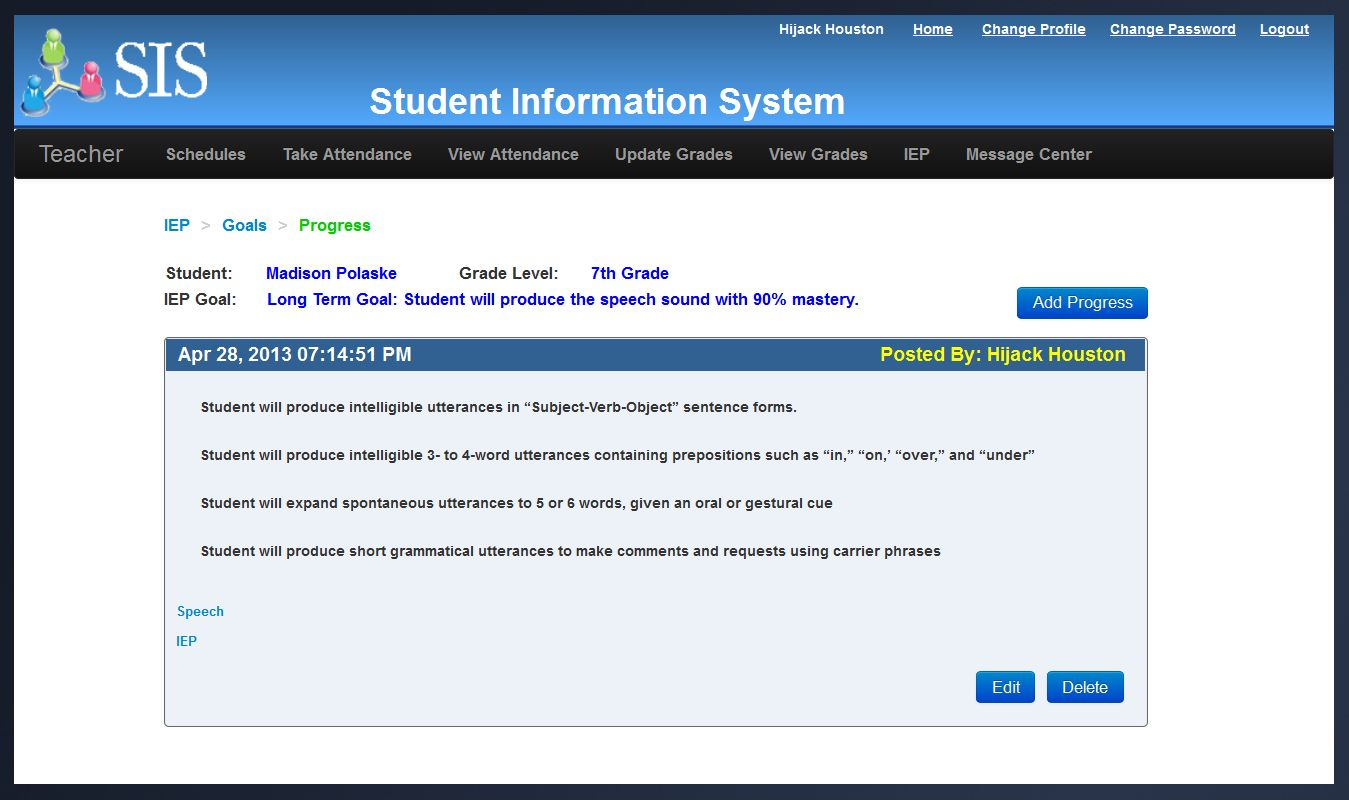 Hijack Houston Home Change Profile Change Password Logout
SIS
Student Information System
Teacher Schedules Take Attendance View Attendance Update Grades View Grades IEP Message Center
IEP > Goals > Progress
Student: Madison Polaske Grade Level: 7th Grade
IEP Goal: Long Term Goal: Student will produce the speech sound with 90% mastery.
Add Progress
Apr 28, 2013 07:14:51 PM Posted By: Hijack Houston
Student will produce intelligible utterances in “Subject-Verb-Object” sentence forms.
Student will produce intelligible 3- to 4-word utterances containing prepositions such as “in,” “on,’ “over,” and “under”
Student will expand spontaneous utterances to 5 or 6 words, given an oral or gestural cue
Student will produce short grammatical utterances to make comments and requests using carrier phrases
Speech
IEP
Edit Delete